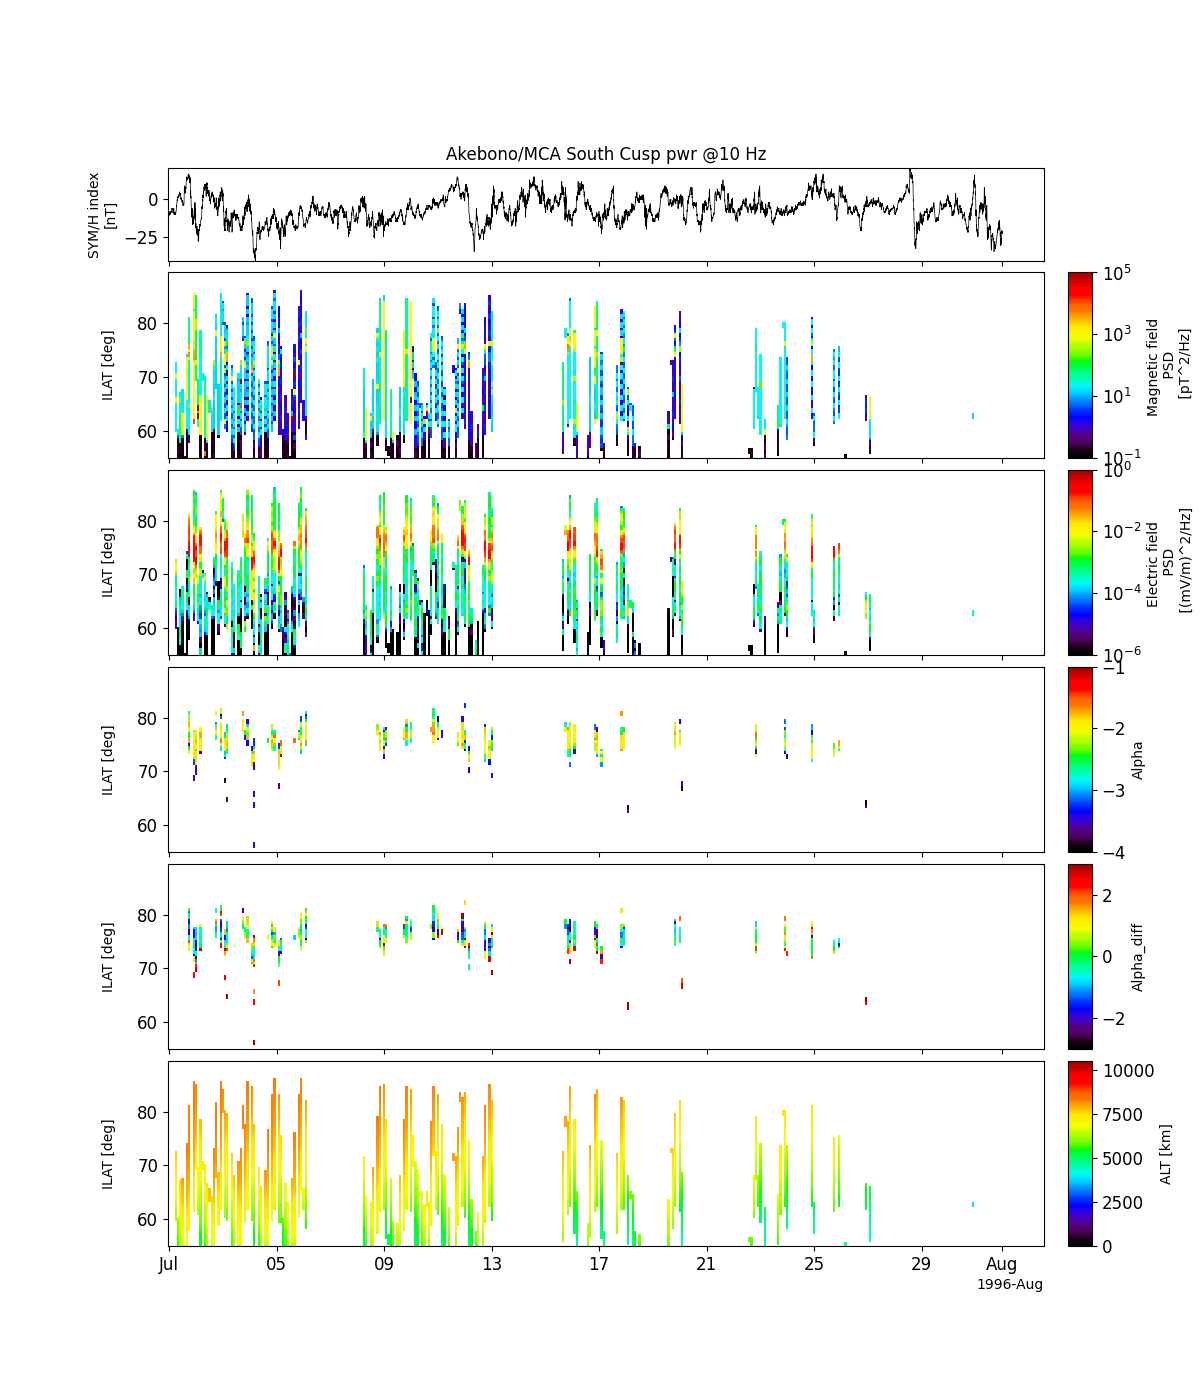 Akebono/MCA South Cusp pwr @10 Hz
SYM/H index
[nT]
0
−25
ILAT [deg]
80
70
60
10^5
10^3
10^1
10^-1
Magnetic field
PSD
[pT^2/Hz]
ILAT [deg]
80
70
60
10^0
10^-2
10^-4
10^-6
Electric field
PSD
[(mV/m)^2/Hz]
ILAT [deg]
80
70
60
−1
−2
−3
−4
Alpha
ILAT [deg]
80
70
60
2
0
−2
Alpha_diff
ILAT [deg]
80
70
60
10000
7500
5000
2500
0
ALT [km]
Jul 05 09 13 17 21 25 29 Aug
1996-Aug